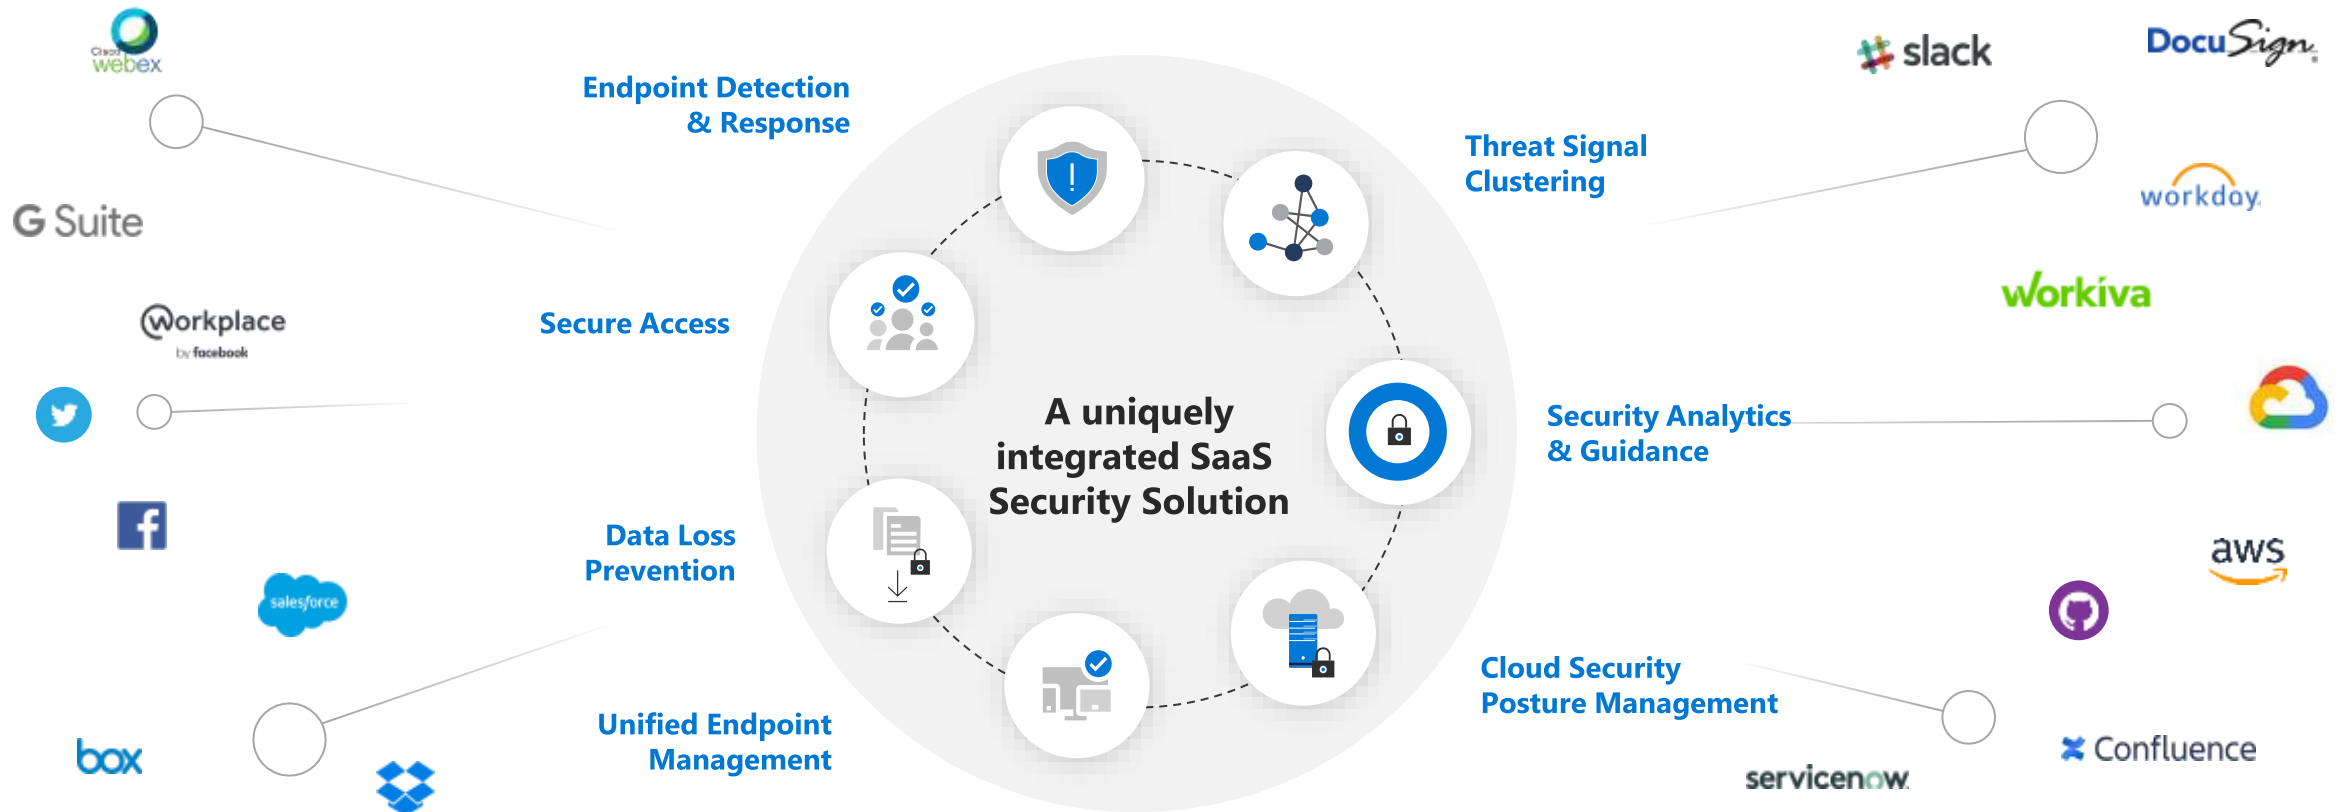 Cisco
webex
G Suite
Workplace
by facebook
salesforce
box
Endpoint Detection
& Response
Secure Access
Data Loss
Prevention
Unified Endpoint
Management
!
A uniquely
integrated SaaS
Security Solution
Threat Signal
Clustering
Security Analytics
& Guidance
Cloud Security
Posture Management
slack
DocuSign
workday.
workiva
aws
Confluence
servicenow